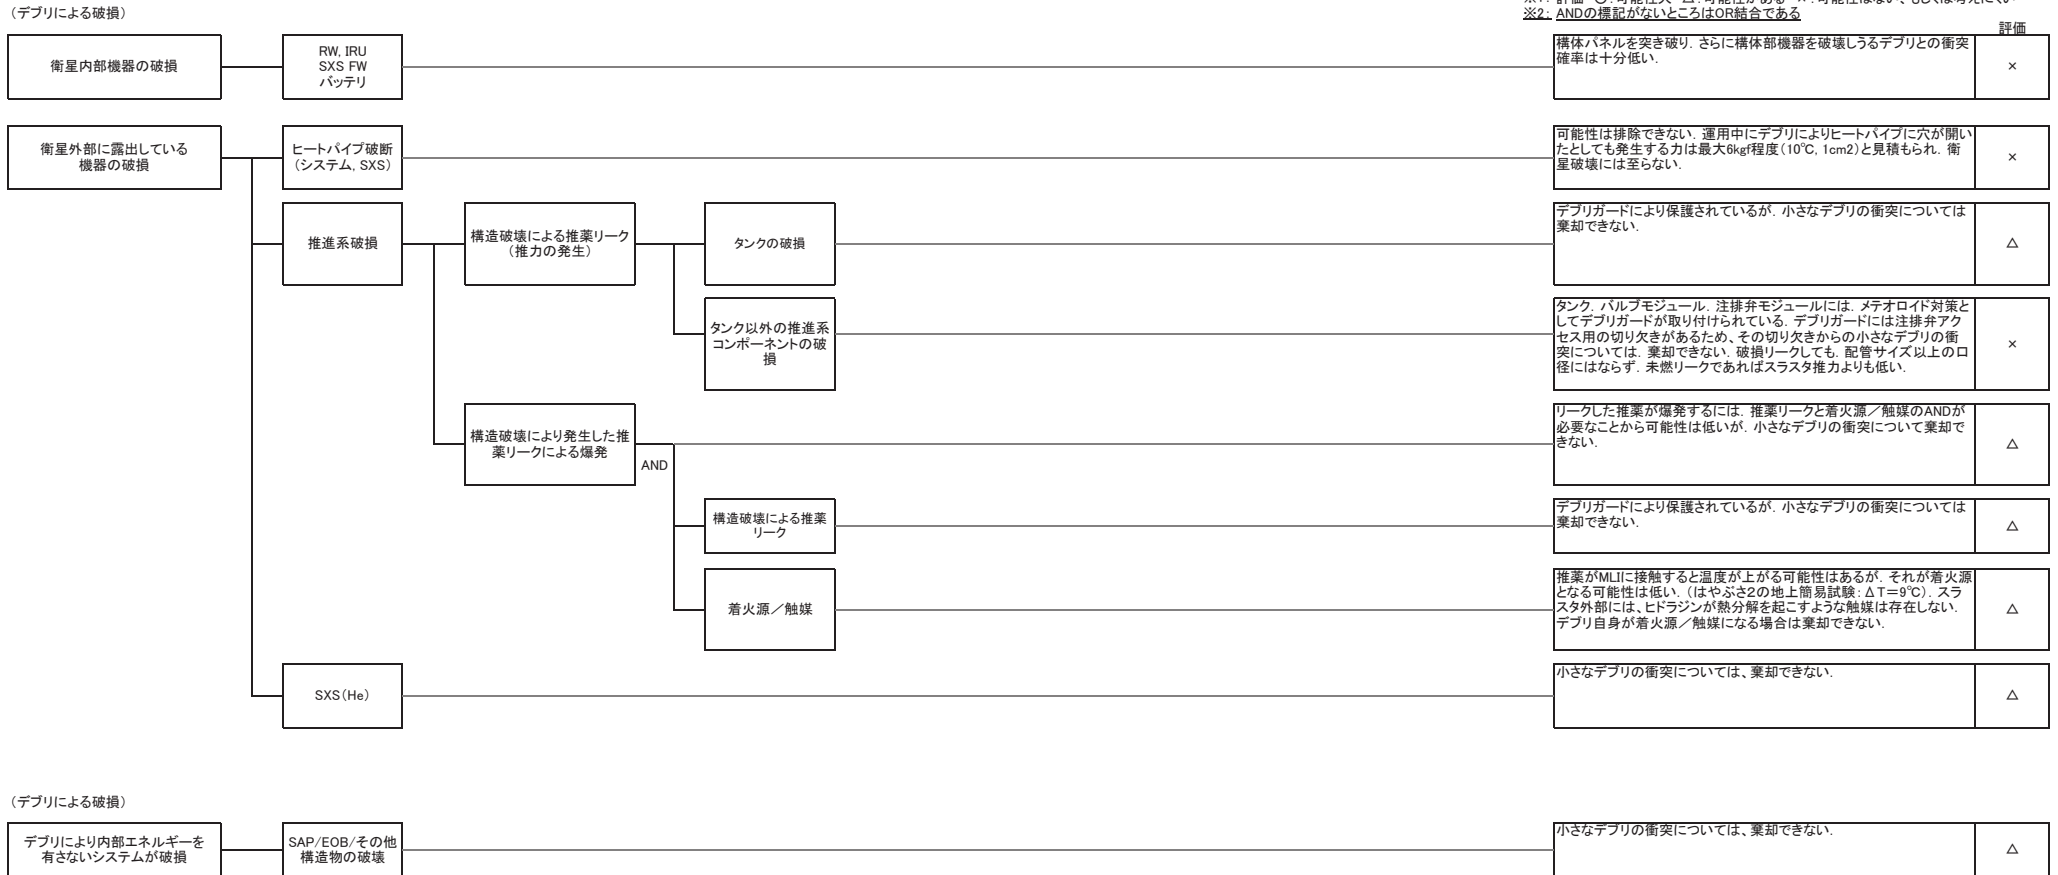 （デブリによる破損）
※2： ANDの標記がないところはOR結合である
評価
衛星内部機器の破損
RW, IRU
SXS FW
バッテリ
構体パネルを突き破り．さらに構体部機器を破壊しうるデブリとの衝突
確率は十分低い．
×
衛星外部に露出している
機器の破損
ヒートパイプ破断
（システム, SXS）
可能性は排除できない．運用中にデブリによりヒートパイプに穴が開い
たとしても発生する力は最大6kgf程度（10℃, 1cm2）と見積もられ．衛
星破壊には至らない．
×
推進系破損
構造破壊による推薬リーク
（推力の発生）
タンクの破損
デブリガードにより保護されているが．小さなデブリの衝突については
棄却できない．
△
タンク以外の推進系
コンポーネントの破
損
タンク．バルブモジュール．注排弁モジュールには．メテオロイド対策と
してデブリガードが取り付けられている．デブリガードには注排弁アク
セス用の切り欠きがあるため、その切り欠きからの小さなデブリの衝
突については．棄却できない．破損リークしても．配管サイズ以上の口
径にはならず．未燃リークであればスラスタ推力よりも低い．
×
構造破壊により発生した推
薬リークによる爆発
AND
リークした推薬が爆発するには．推薬リークと着火源／触媒のANDが
必要なことから可能性は低いが．小さなデブリの衝突について棄却で
きない．
△
構造破壊による推薬
リーク
デブリガードにより保護されているが．小さなデブリの衝突については
棄却できない．
△
着火源／触媒
推薬がMLIに接触すると温度が上がる可能性はあるが．それが着火源
となる可能性は低い．（はやぶさ２の地上簡易試験：ΔT＝9℃）．スラ
スタ外部には、ヒドラジンが熱分解を起こすような触媒は存在しない．
デブリ自身が着火源／触媒になる場合は棄却できない．
△
SXS（He）
小さなデブリの衝突については、棄却できない．
△
（デブリによる破損）
デブリにより内部エネルギーを
有さないシステムが破損
SAP/EOB/その他
構造物の破壊
小さなデブリの衝突については、棄却できない．
△